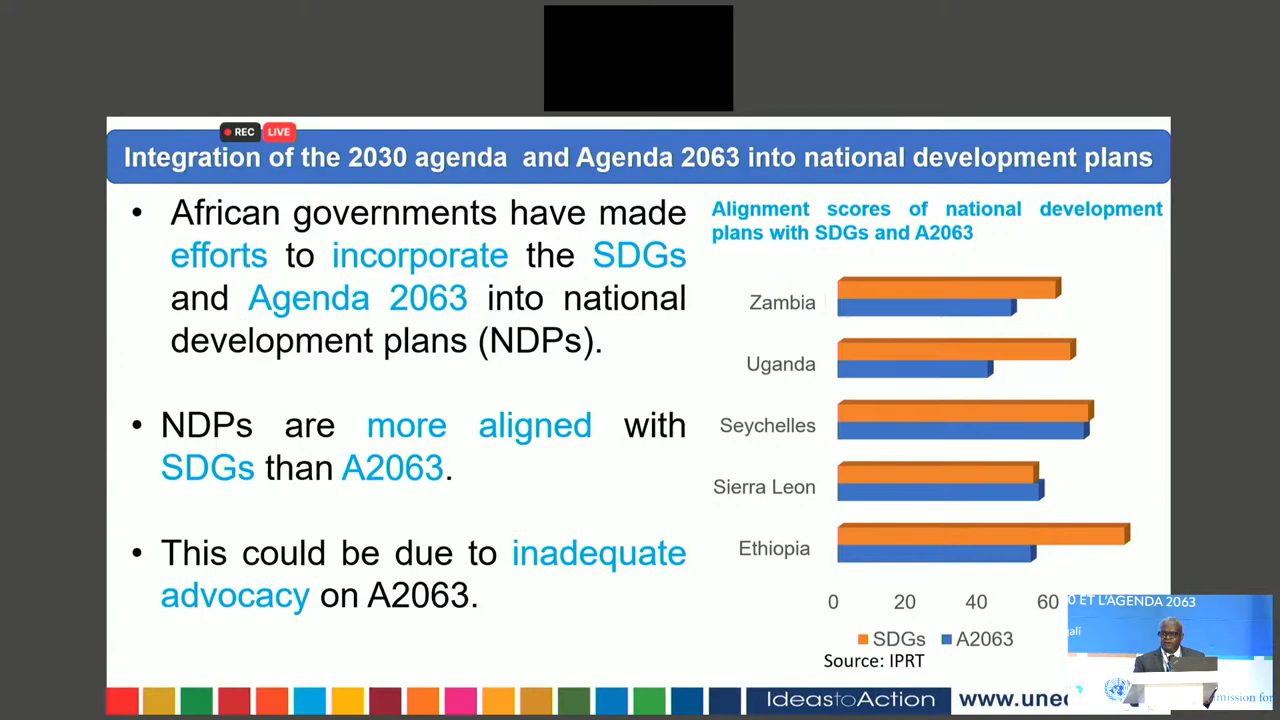 REC LIVE
Integration of the 2030 agenda and Agenda 2063 into national development plans
• African governments have made
efforts to incorporate the SDGs
and Agenda 2063 into national
development plans (NDPs).
• NDPs are more aligned with
SDGs than A2063.
• This could be due to inadequate
advocacy on A2063.
Alignment scores of national development
plans with SDGs and A2063
Zambia
Uganda
Seychelles
Sierra Leon
Ethiopia
0 20 40 60
SDGs A2063
Source: IPRT
0 ET L'AGENDA 2063
IdeastoAction
www.une